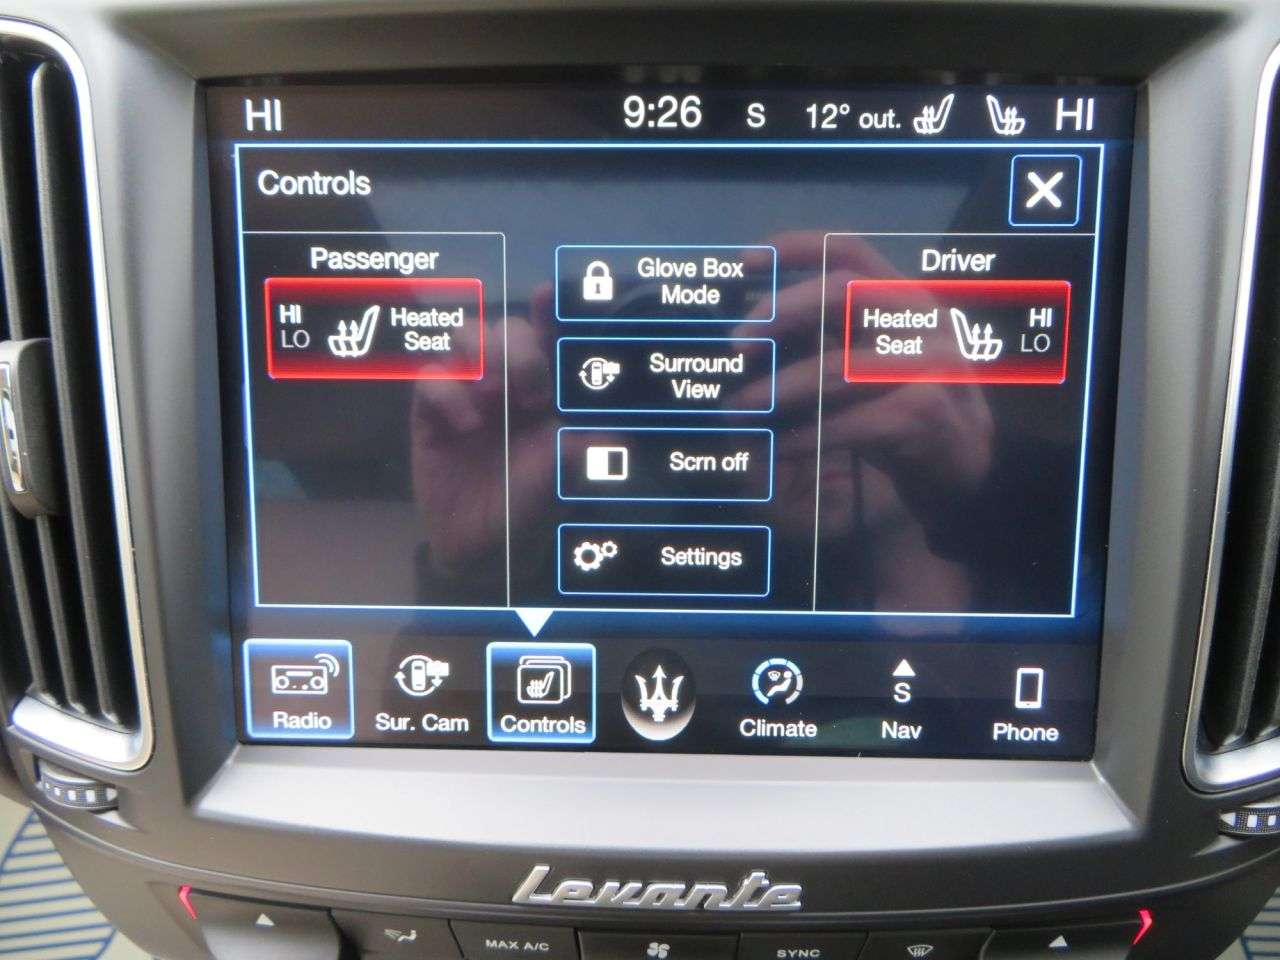 HI 9:26 S 12° out. HI
Controls
Passenger
HI
LO
Heated
Seat
Glove Box
Mode
Surround
View
Scrn off
Settings
Driver
Heated
Seat
HI
LO
Radio
Sur. Cam
Controls
Climate
S
Nav
Phone
Levante
MAX A/C
SYNC